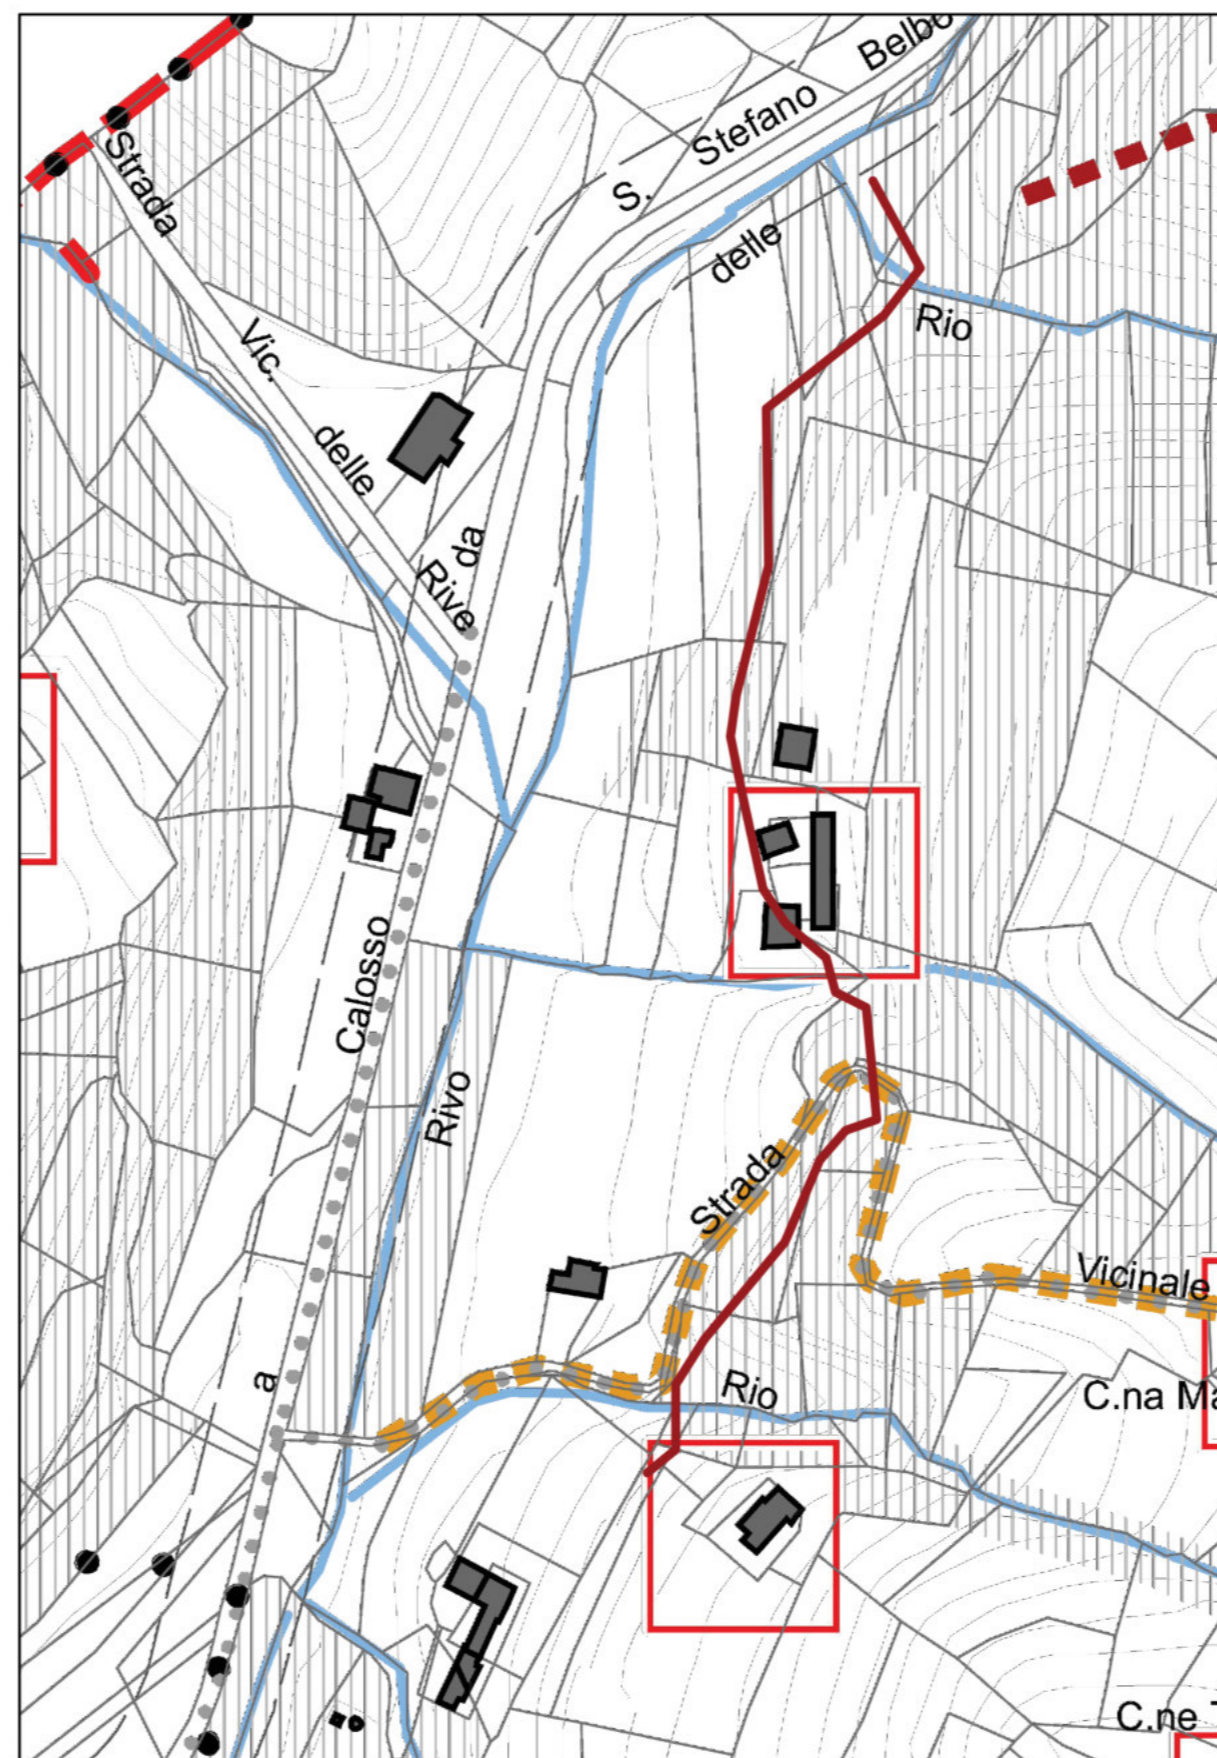 Belbo
Stefano
S.
delle
Rio
Strada
Vic.
delle
Rive
da
Calosso
a
Rivo
Strada
Vicinale
Rio
C.na Ma
C.ne